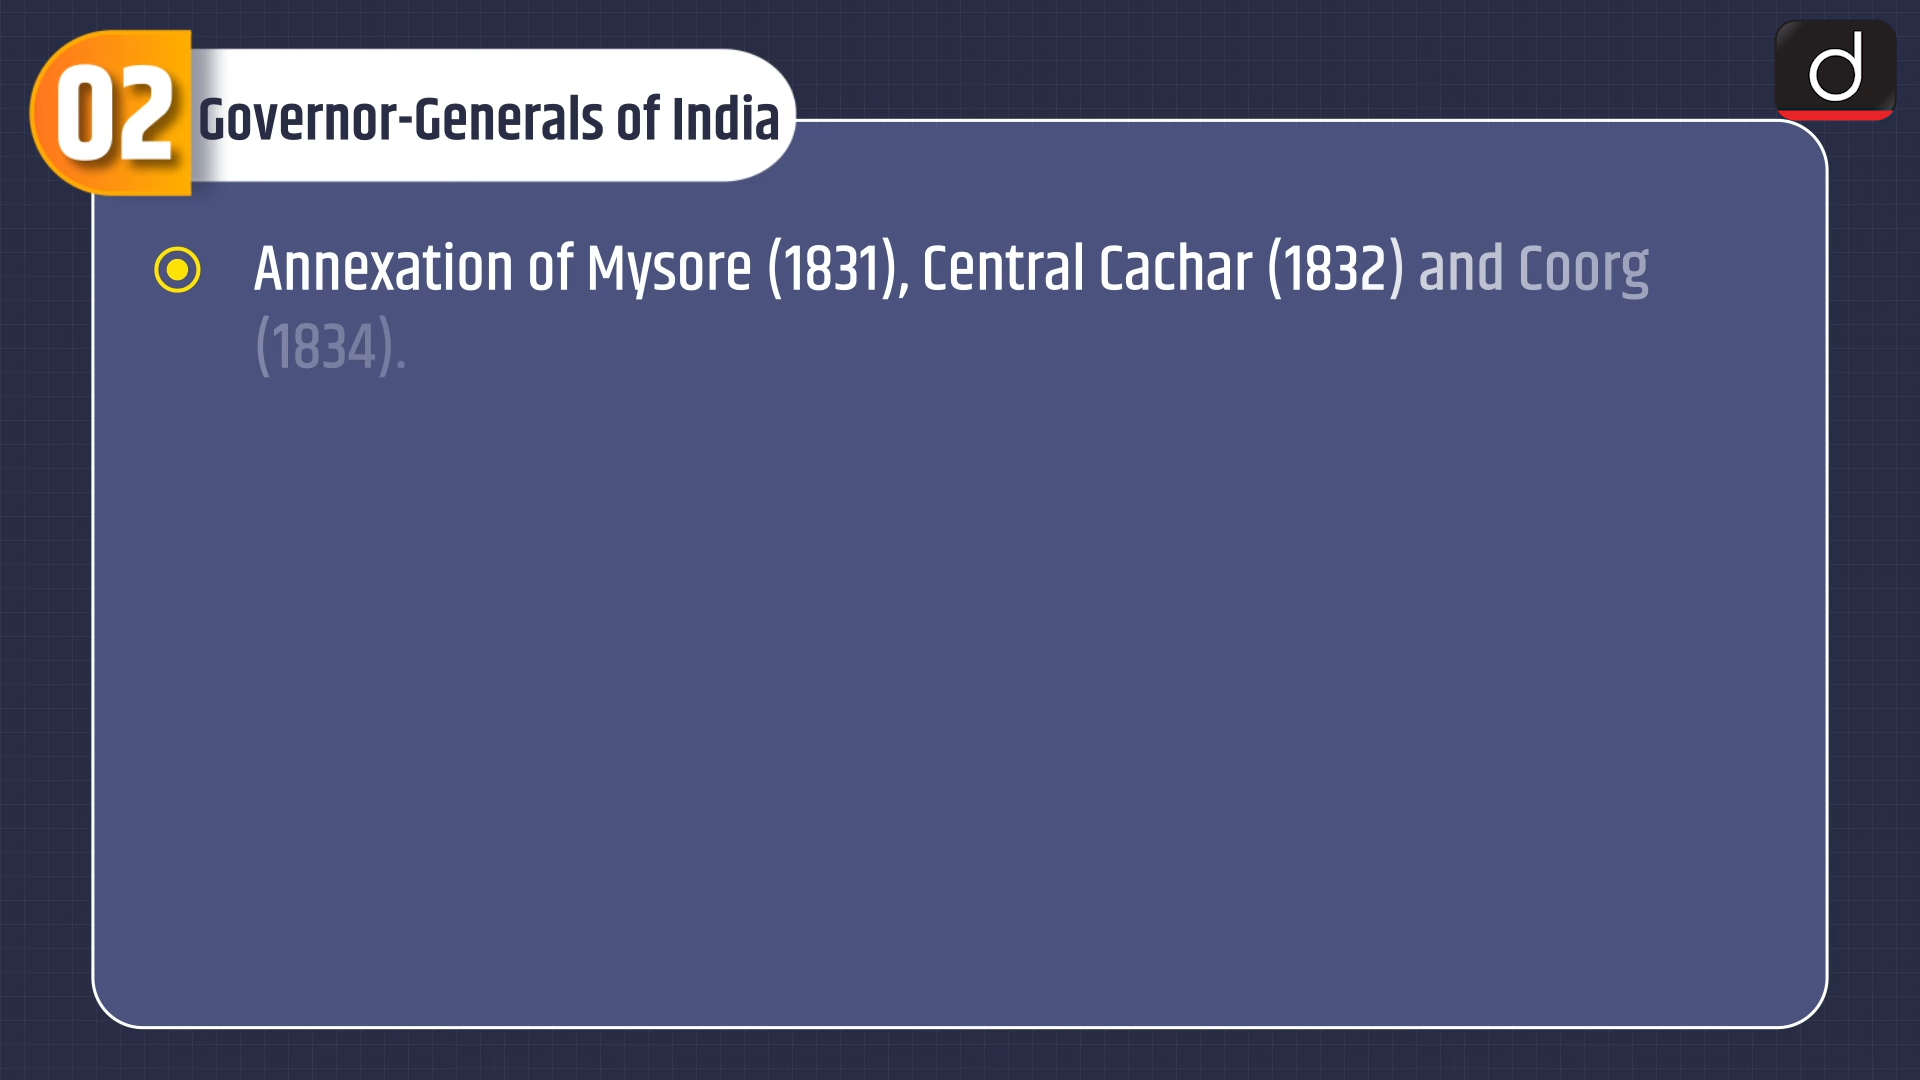 02
Governor-Generals of India
d
Annexation of Mysore (1831), Central Cachar (1832) and Coorg
(1834).